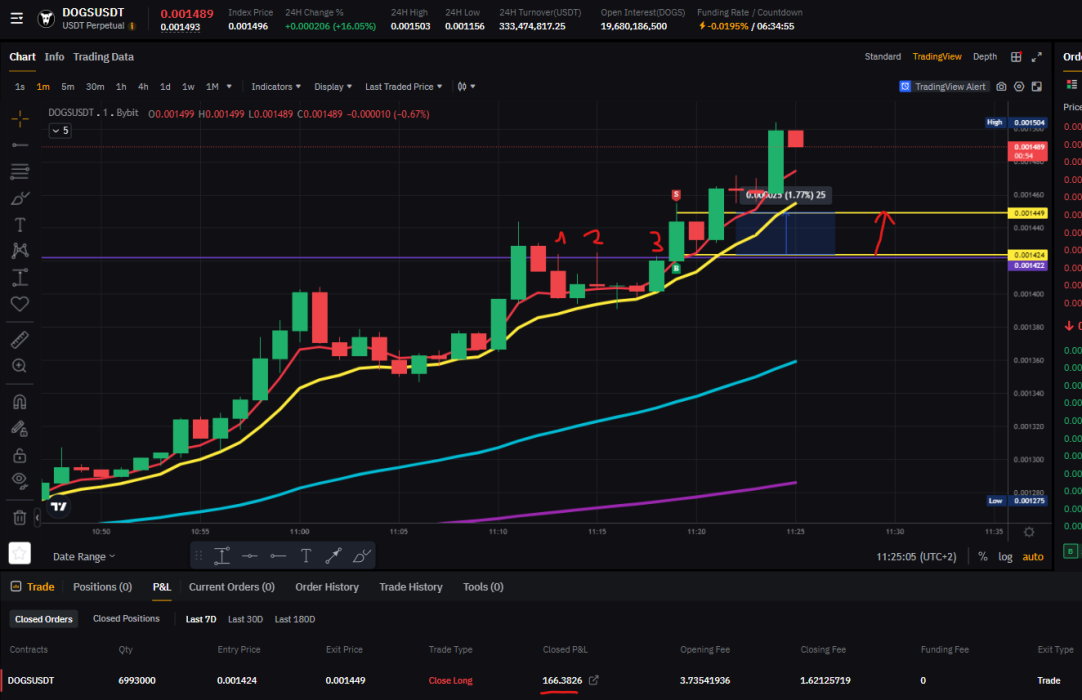 DOGSUSDT
USDT Perpetual
0.001489
0.001493
Index Price
0.001496
24H Change %
+0.000206 (+16.05%)
24H High
0.001503
24H Low
0.001156
24H Turnover(USDT)
333,474,817.25
Open Interest(DOGS)
19,680,186,500
Funding Rate / Countdown
-0.0195% / 06:34:55
Chart Info Trading Data
Standard TradingView Depth
Orde
1s 1m 5m 30m 1h 4h 1d 1w 1M Indicators Display Last Traded Price
TradingView Alert
DOGSUSDT . 1 . Bybit O0.001499 H0.001499 L0.001489 C0.001489 −0.000010 (−0.67%)
Price
5
High 0.001504
0.001500
0.001489
00:54
0.001480
S
0.000025 (1.77%) 25
0.001460
0.001449
0.001440
1 2 3
0.001424
0.001422
B
0.001400
0.001380
0.001360
0.001340
0.001320
0.001300
0.001280
Low 0.001275
10:50 10:55 11:00 11:05 11:10 11:15 11:20 11:25 11:30 11:35
Date Range
T
11:25:05 (UTC+2) % log auto
B
Trade Positions (0) P&L Current Orders (0) Order History Trade History Tools (0)
Closed Orders Closed Positions Last 7D Last 30D Last 180D
Contracts Qty Entry Price Exit Price Trade Type Closed P&L Opening Fee Closing Fee Funding Fee Exit Type
DOGSUSDT 6993000 0.001424 0.001449 Close Long 166.3826 3.73541936 1.62125719 0 Trade